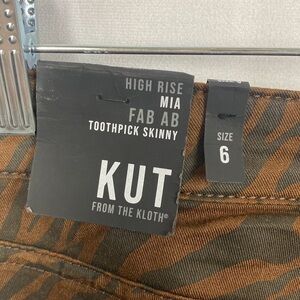 HIGH RISE
MIA
FAB AB
TOOTHPICK SKINNY
KUT
FROM THE KLOTH®
SIZE
6